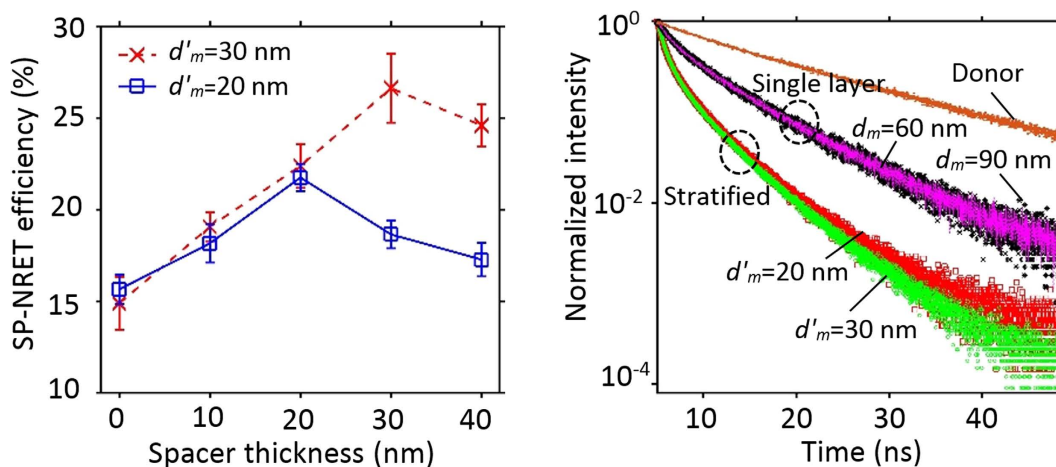 30
25
20
15
10
SP-NRET efficiency (%)
d'm=30 nm
d'm=20 nm
0 10 20 30 40
Spacer thickness (nm)
10^0
10^-2
10^-4
Normalized intensity
Donor
Single layer
dm=60 nm
dm=90 nm
Stratified
d'm=20 nm
d'm=30 nm
10 20 30 40
Time (ns)